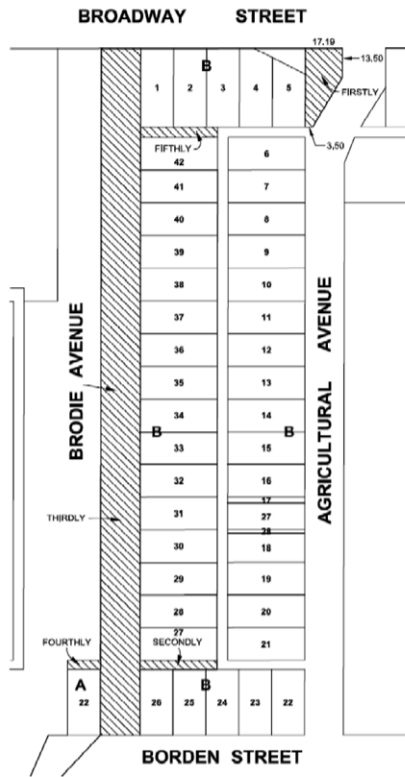 BROADWAY STREET
17.19
13.50
B
1 2 3 4 5
FIRSTLY
3.50
FIFTHLY
42 6
41 7
40 8
39 9
38 10
37 11
36 12
35 13
34 14
B B
33 15
32 16
17
31 27
28
30 18
29 19
28 20
27 21
BRODIE AVENUE
AGRICULTURAL AVENUE
THIRDLY
FOURTHLY
SECONDLY
A B
22 26 25 24 23 22
BORDEN STREET